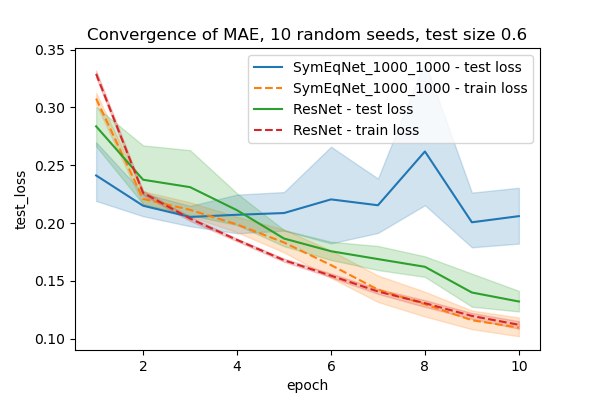 Convergence of MAE, 10 random seeds, test size 0.6
0.35
0.30
0.25
0.20
0.15
0.10
test_loss
SymEqNet_1000_1000 - test loss
SymEqNet_1000_1000 - train loss
ResNet - test loss
ResNet - train loss
2
4
6
8
10
epoch